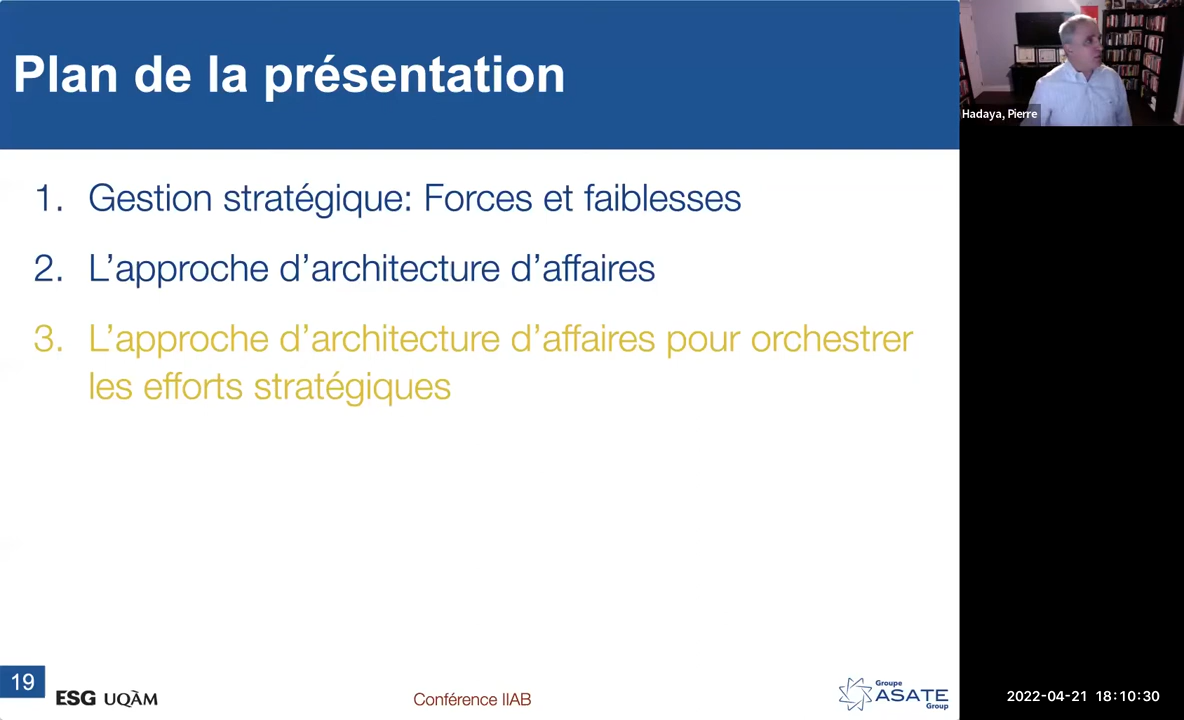 Plan de la présentation
Hadaya, Pierre
1. Gestion stratégique: Forces et faiblesses
2. L’approche d’architecture d’affaires
3. L’approche d’architecture d’affaires pour orchestrer
les efforts stratégiques
19
ESG UQÀM
Conférence IIAB
Groupe
ASATE
Group
2022-04-21 18:10:30